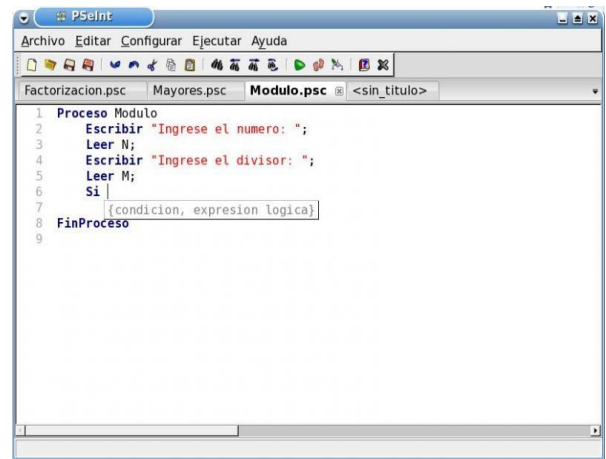 PSeInt
Archivo Editar Configurar Ejecutar Ayuda
Factorizacion.psc Mayores.psc Modulo.psc <sin_titulo>
1 Proceso Modulo
2 Escribir "Ingrese el numero: ";
3 Leer N;
4 Escribir "Ingrese el divisor: ";
5 Leer M;
6 Si
7 {condicion, expresion logica}
8 FinProceso
9